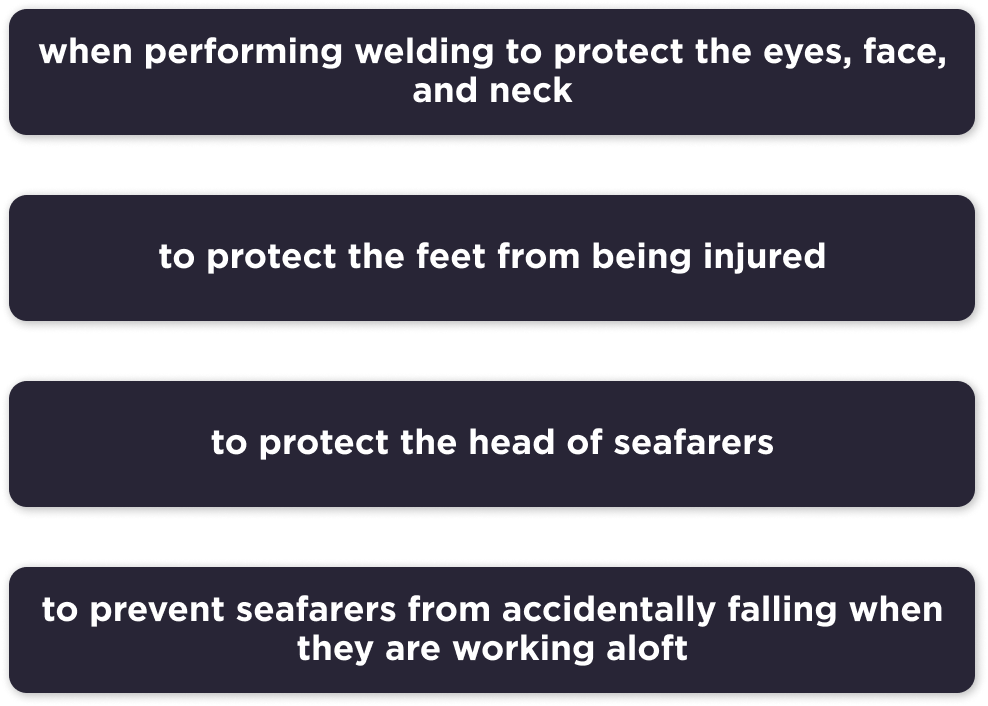 when performing welding to protect the eyes, face,
and neck
to protect the feet from being injured
to protect the head of seafarers
to prevent seafarers from accidentally falling when
they are working aloft